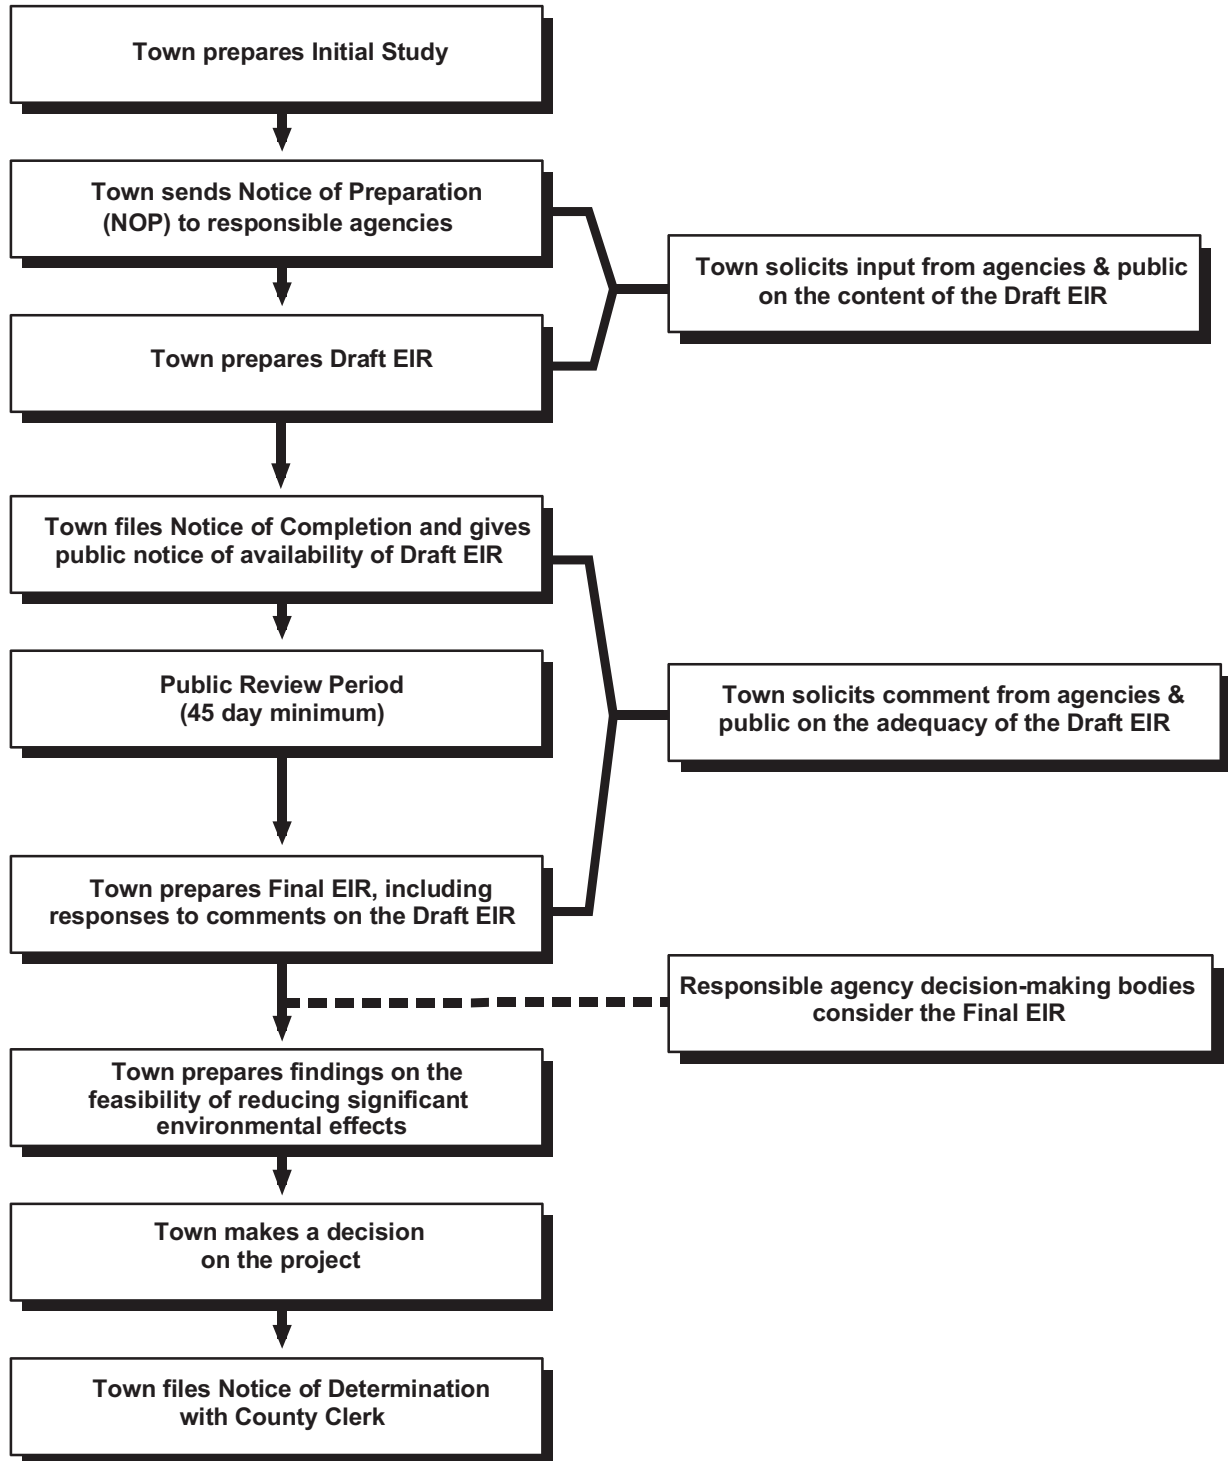 Town prepares Initial Study
Town sends Notice of Preparation
(NOP) to responsible agencies
Town solicits input from agencies & public
on the content of the Draft EIR
Town prepares Draft EIR
Town files Notice of Completion and gives
public notice of availability of Draft EIR
Public Review Period
(45 day minimum)
Town solicits comment from agencies &
public on the adequacy of the Draft EIR
Town prepares Final EIR, including
responses to comments on the Draft EIR
Responsible agency decision-making bodies
consider the Final EIR
Town prepares findings on the
feasibility of reducing significant
environmental effects
Town makes a decision
on the project
Town files Notice of Determination
with County Clerk